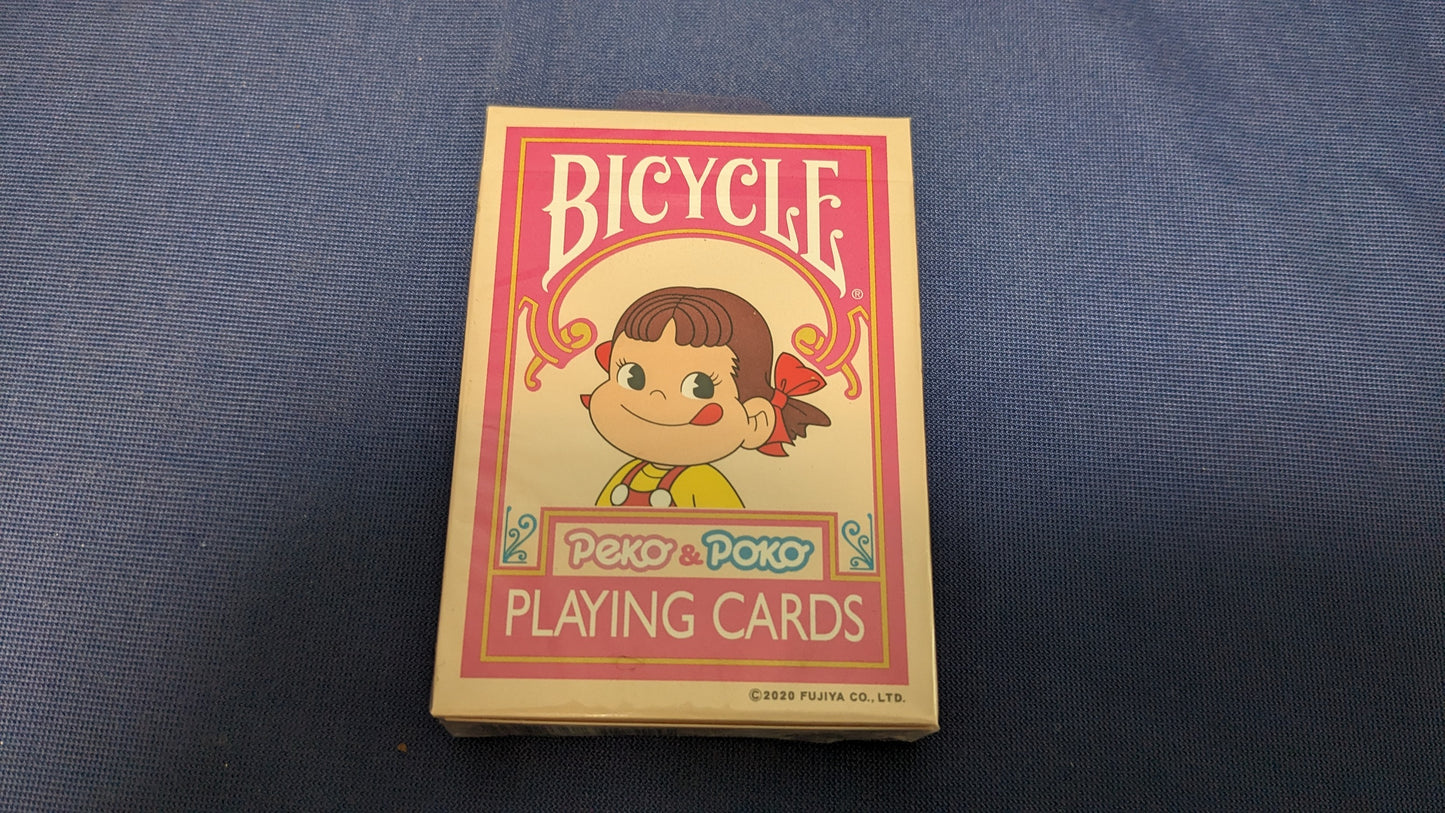 BICYCLE
®
Peko & Poko
PLAYING CARDS
©2020 FUJIYA CO., LTD.